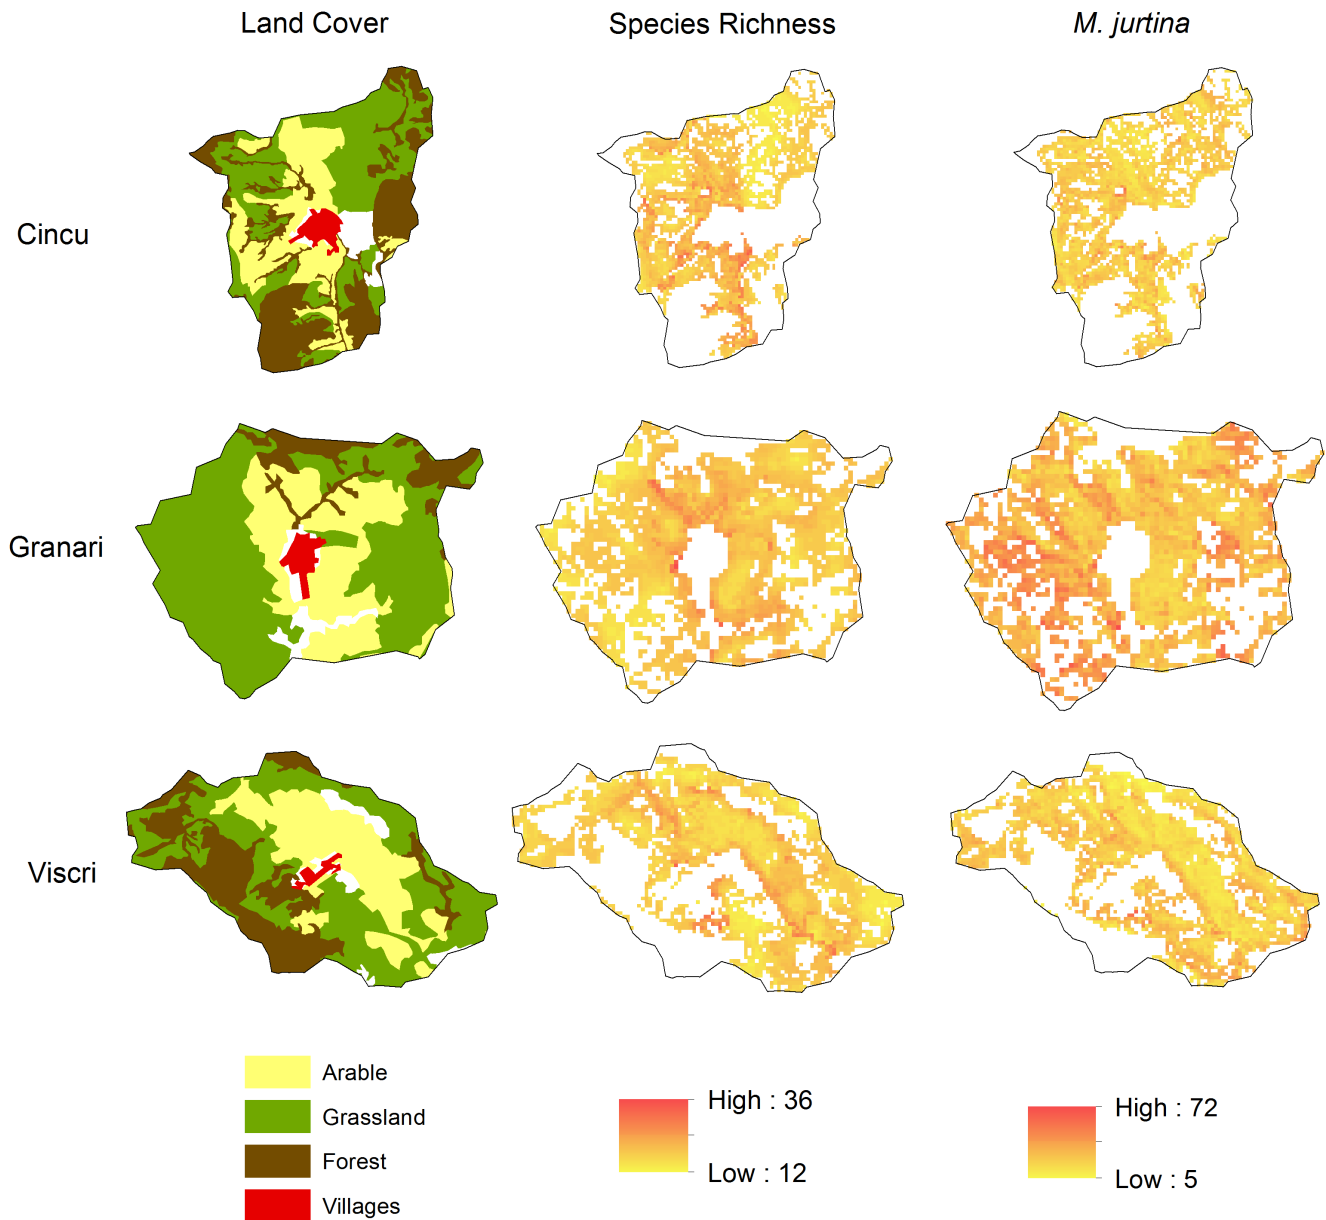 Land Cover
Species Richness
M. jurtina
Cincu
Granari
Viscri
Arable
Grassland
Forest
Villages
High : 36
Low : 12
High : 72
Low : 5